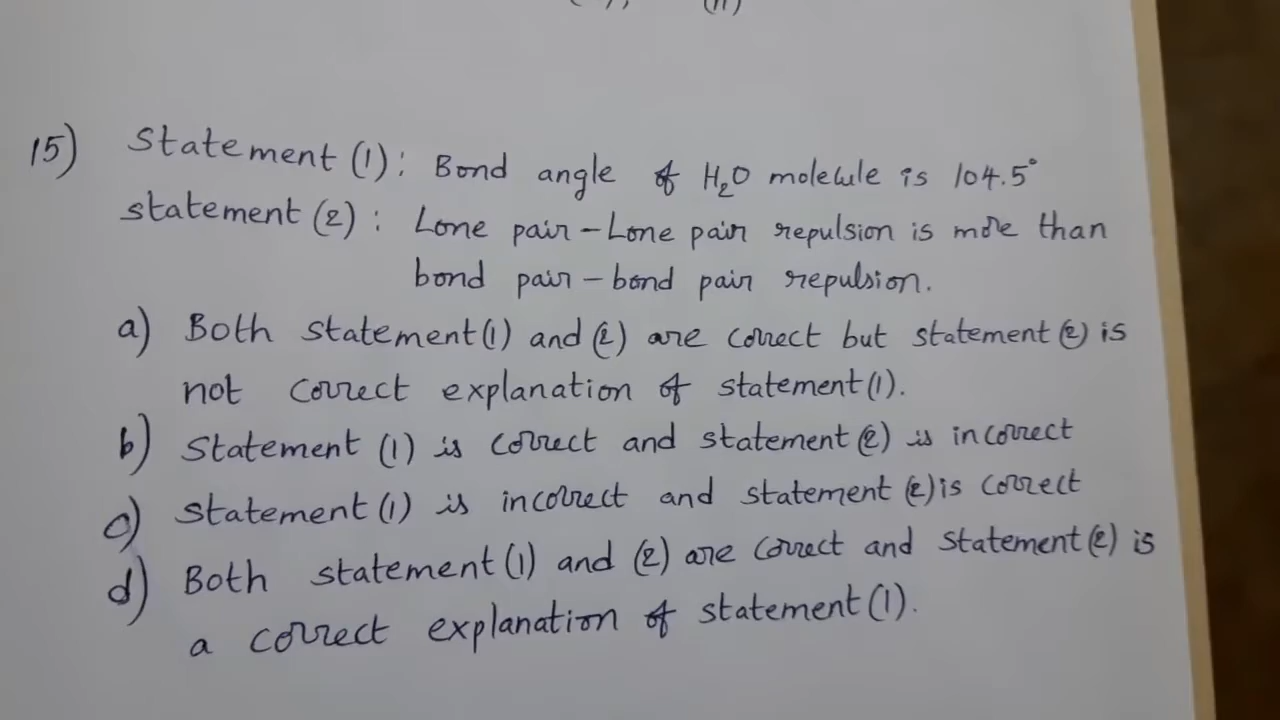 (11)
15) Statement (1): Bond angle of H₂O molecule is 104.5°
statement (2): Lone pair - Lone pair repulsion is more than
bond pair - bond pair repulsion.
a) Both statement (1) and (2) are correct but statement (2) is
not correct explanation of statement (1).
b) Statement (1) is correct and statement (2) is incorrect
c) Statement (1) is incorrect and statement (2) is correct
d) Both statement (1) and (2) are correct and statement (2) is
a correct explanation of statement (1).